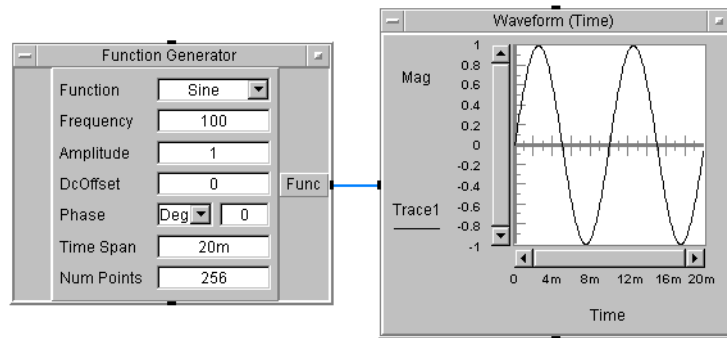 Function Generator
Function Sine
Frequency 100
Amplitude 1
DcOffset 0
Phase Deg 0
Time Span 20m
Num Points 256
Func
Waveform (Time)
Mag
Trace1
1
0.8
0.6
0.4
0.2
0
-0.2
-0.4
-0.6
-0.8
-1
0 4m 8m 12m 16m 20m
Time